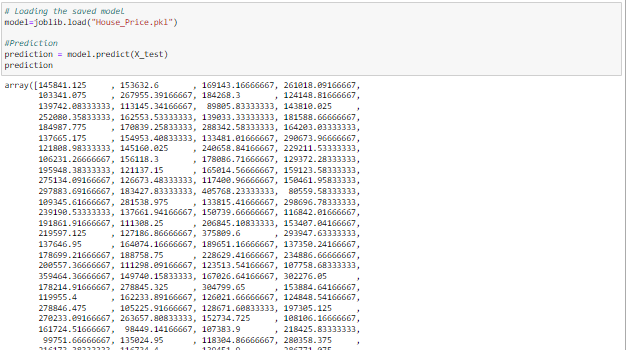 # Loading the saved model
model=joblib.load("House_Price.pkl")
#Prediction
prediction = model.predict(X_test)
prediction
array([145841.125     , 153632.6       , 169143.16666667, 261018.09166667,
103341.075     , 267955.39166667, 184268.3       , 124148.81666667,
139742.08333333, 113145.34166667,  89805.83333333, 143810.025     ,
252080.35833333, 162553.53333333, 139033.33333333, 181588.66666667,
184987.775     , 170839.25833333, 288342.58333333, 164203.03333333,
137665.175     , 154953.40833333, 133481.01666667, 290673.96666667,
121808.98333333, 145160.025     , 240658.84166667, 229211.53333333,
106231.26666667, 156118.3       , 178086.71666667, 129372.28333333,
195948.38333333, 121137.15      , 165014.56666667, 159123.58333333,
275134.09166667, 126673.48333333, 117400.96666667, 150461.95833333,
297883.69166667, 183427.83333333, 405768.23333333,  80559.58333333,
109345.61666667, 281538.975     , 133815.41666667, 298696.78333333,
239190.53333333, 137661.94166667, 150739.66666667, 116842.01666667,
191861.91666667, 111308.25      , 206845.10833333, 153407.04166667,
219597.125     , 127186.86666667, 375809.6       , 293947.63333333,
137646.95      , 164074.16666667, 189651.16666667, 137350.24166667,
178699.21666667, 188758.75      , 228629.41666667, 234886.66666667,
200557.36666667, 111298.09166667, 123513.54166667, 107758.68333333,
359464.36666667, 149740.15833333, 167026.64166667, 302276.05      ,
178214.91666667, 278845.325     , 304799.65      , 153884.64166667,
119955.4       , 162233.89166667, 126021.66666667, 124848.54166667,
278846.475     , 105225.91666667, 128671.60833333, 197305.125     ,
270233.09166667, 263657.80833333, 152734.725     , 108106.16666667,
161724.51666667,  98449.14166667, 107383.9       , 218425.83333333,
99751.66666667, 135024.95      , 118304.86666667, 280358.375     ,